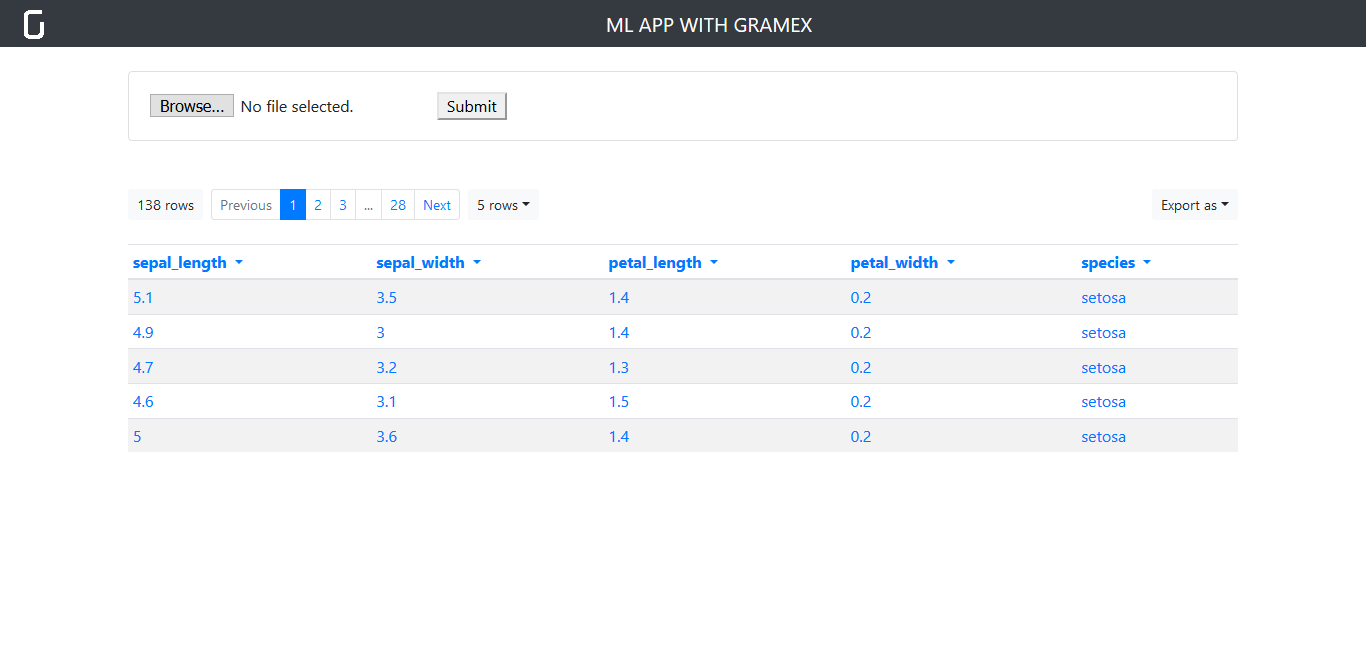 ML APP WITH GRAMEX
Browse... No file selected. Submit
138 rows Previous 1 2 3 ... 28 Next 5 rows Export as
sepal_length sepal_width petal_length petal_width species
5.1 3.5 1.4 0.2 setosa
4.9 3 1.4 0.2 setosa
4.7 3.2 1.3 0.2 setosa
4.6 3.1 1.5 0.2 setosa
5 3.6 1.4 0.2 setosa